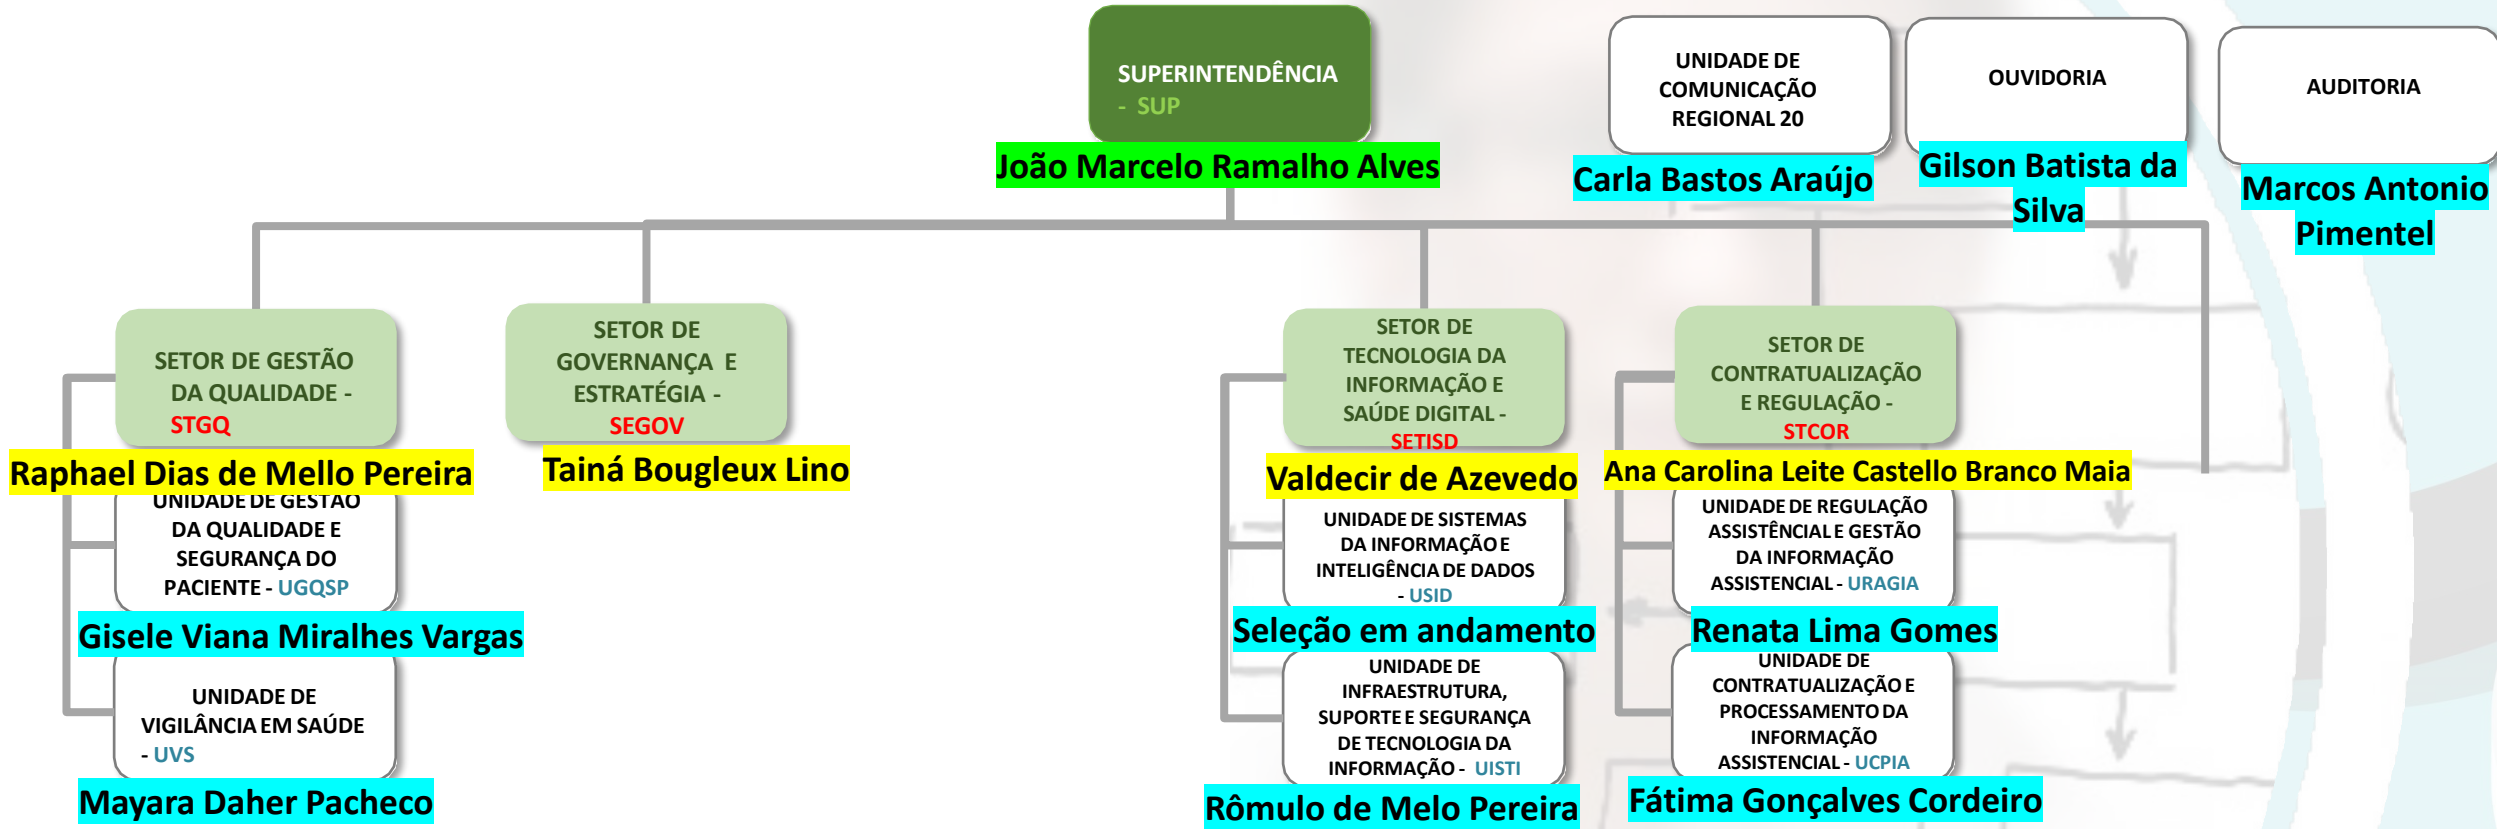 SUPERINTENDÊNCIA
- SUP
João Marcelo Ramalho Alves
UNIDADE DE
COMUNICAÇÃO
REGIONAL 20
Carla Bastos Araújo
OUVIDORIA
Gilson Batista da
Silva
AUDITORIA
Marcos Antonio
Pimentel
SETOR DE GESTÃO
DA QUALIDADE -
STGQ
Raphael Dias de Mello Pereira
UNIDADE DE GESTÃO
DA QUALIDADE E
SEGURANÇA DO
PACIENTE - UGQSP
Gisele Viana Miralhes Vargas
UNIDADE DE
VIGILÂNCIA EM SAÚDE
- UVS
Mayara Daher Pacheco
SETOR DE
GOVERNANÇA E
ESTRATÉGIA -
SEGOV
Tainá Bougleux Lino
SETOR DE
TECNOLOGIA DA
INFORMAÇÃO E
SAÚDE DIGITAL -
SETISD
Valdecir de Azevedo
UNIDADE DE SISTEMAS
DA INFORMAÇÃO E
INTELIGÊNCIA DE DADOS
- USID
Seleção em andamento
UNIDADE DE
INFRAESTRUTURA,
SUPORTE E SEGURANÇA
DE TECNOLOGIA DA
INFORMAÇÃO - UISTI
Rômulo de Melo Pereira
SETOR DE
CONTRATUALIZAÇÃO
E REGULAÇÃO -
STCOR
Ana Carolina Leite Castello Branco Maia
UNIDADE DE REGULAÇÃO
ASSISTÊNCIAL E GESTÃO
DA INFORMAÇÃO
ASSISTENCIAL - URAGIA
Renata Lima Gomes
UNIDADE DE
CONTRATUALIZAÇÃO E
PROCESSAMENTO DA
INFORMAÇÃO
ASSISTENCIAL - UCPIA
Fátima Gonçalves Cordeiro